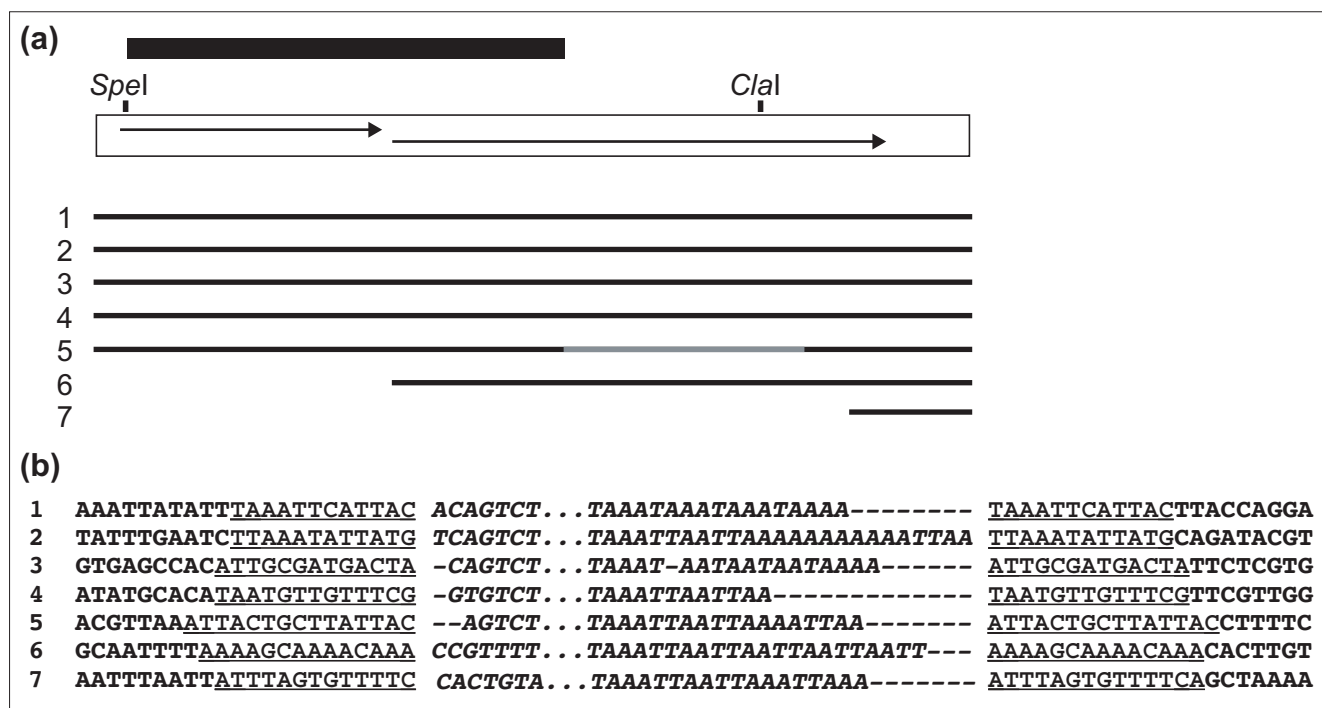 (a)
SpeI ClaI
1
2
3
4
5
6
7
(b)
1 AAATTATATTTAAATTCATTAC ACAGTCT...TAAATAAATAAATAAAA-------- TAAATTCATTACTTACCAGGA
2 TATTTGAATCTTAAATATTATG TCAGTCT...TAAATTAATTAAAAAAAAAAATTAA TTAAATATTATGCAGATACGT
3 GTGAGCCACATTGCGATGACTA -CAGTCT...TAAAT-AATAATAATAAAA------ ATTGCGATGACTATTCTCGTG
4 ATATGCACATAATGTTGTTTCG -GTGTCT...TAAATTAATTAA------------- TAATGTTGTTTCGTTCGTTGG
5 ACGTTAAATTACTGCTTATTAC --AGTCT...TAAATTAATTAAAATTAA------- ATTACTGCTTATTACCTTTTC
6 GCAATTTTAAAAGCAAAACAAA CCGTTTT...TAAATTAATTAATTAATTAATT--- AAAAGCAAAACAAACACTTGT
7 AATTTAATTATTTAGTGTTTTC CACTGTA...TAAATTAATTAAATTAAA------- ATTTAGTGTTTTCAGCTAAAA